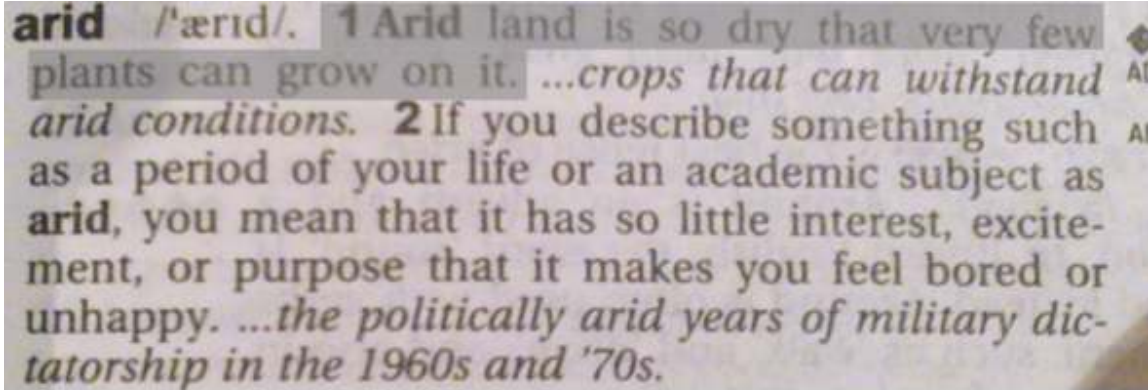 arid /'ærɪd/. 1 Arid land is so dry that very few
plants can grow on it. ...crops that can withstand
arid conditions. 2 If you describe something such
as a period of your life or an academic subject as
arid, you mean that it has so little interest, excite-
ment, or purpose that it makes you feel bored or
unhappy. ...the politically arid years of military dic-
tatorship in the 1960s and '70s.